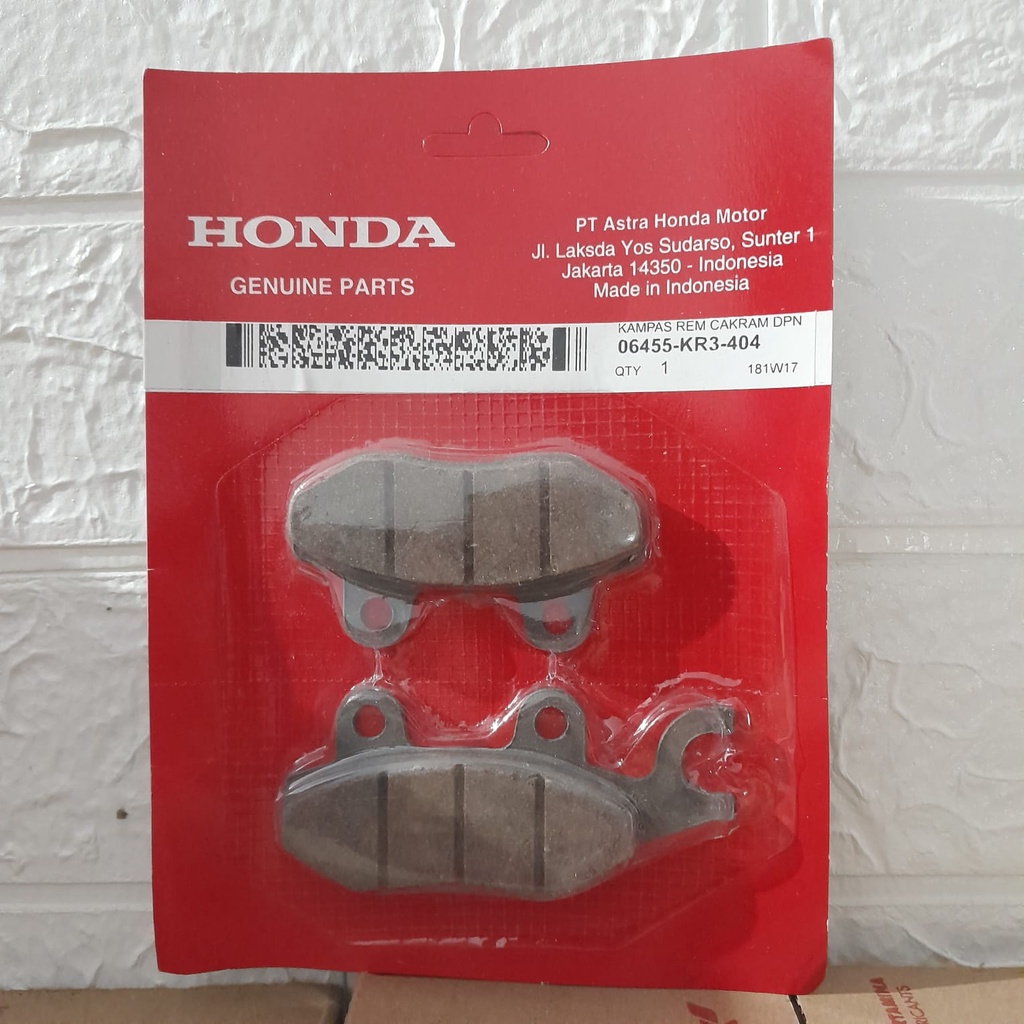 HONDA
GENUINE PARTS
PT Astra Honda Motor
Jl. Laksda Yos Sudarso, Sunter 1
Jakarta 14350 - Indonesia
Made in Indonesia
KAMPAS REM CAKRAM DPN
06455-KR3-404
QTY 1 181W17